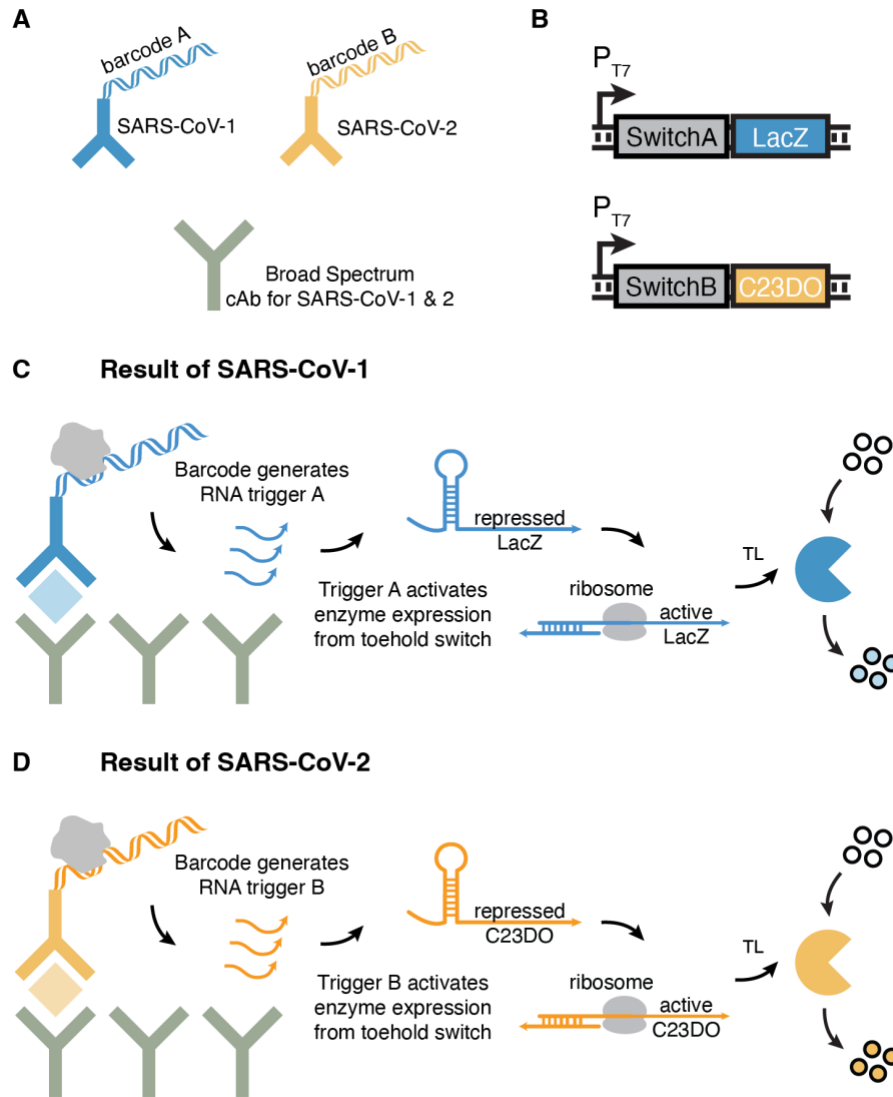 A
barcode A
SARS-CoV-1
barcode B
SARS-CoV-2
Broad Spectrum
cAb for SARS-CoV-1 & 2
B
PT7
SwitchA LacZ
PT7
SwitchB C23DO
C Result of SARS-CoV-1
Barcode generates
RNA trigger A
repressed
LacZ
Trigger A activates
enzyme expression
from toehold switch
ribosome
active
LacZ
TL
D Result of SARS-CoV-2
Barcode generates
RNA trigger B
repressed
C23DO
Trigger B activates
enzyme expression
from toehold switch
ribosome
active
C23DO
TL